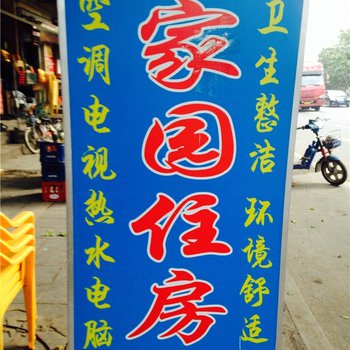 家园住房
空调电视热水电脑
卫生整洁 环境舒适